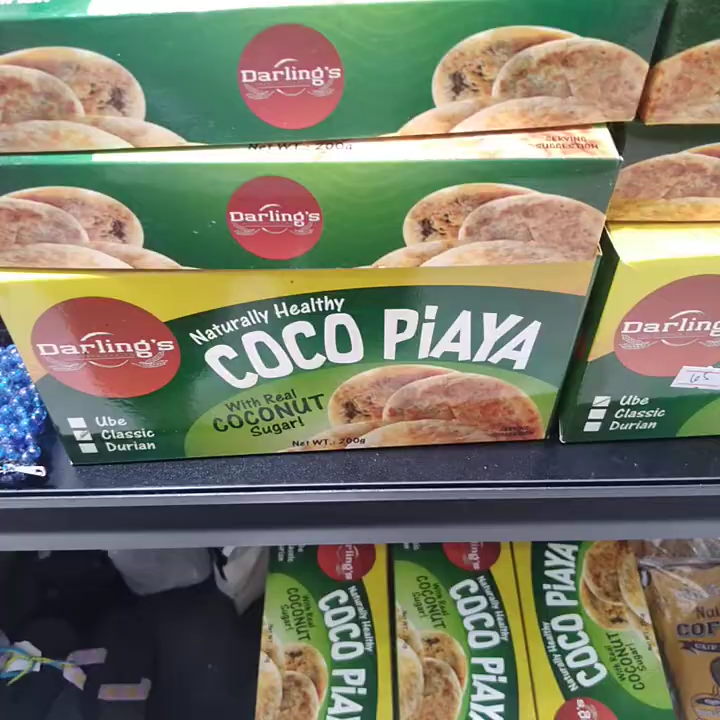 Darling's
NET WT.: 200g
SERVING
SUGGESTION
Darling's
Darling's
Naturally Healthy
COCO PiAYA
With Real
COCONUT
Sugar!
Net WT.: 200g
Ube
Classic
Durian
Darling's
65
Ube
Classic
Durian
Darling's
Naturally Healthy
COCO PiAYA
With Real
COCONUT
Sugar!
Naturally Healthy
COCO PiAYA
With Real
COCONUT
Sugar!
Naturally Healthy
COCO PiAYA
With Real
COCONUT
Sugar!